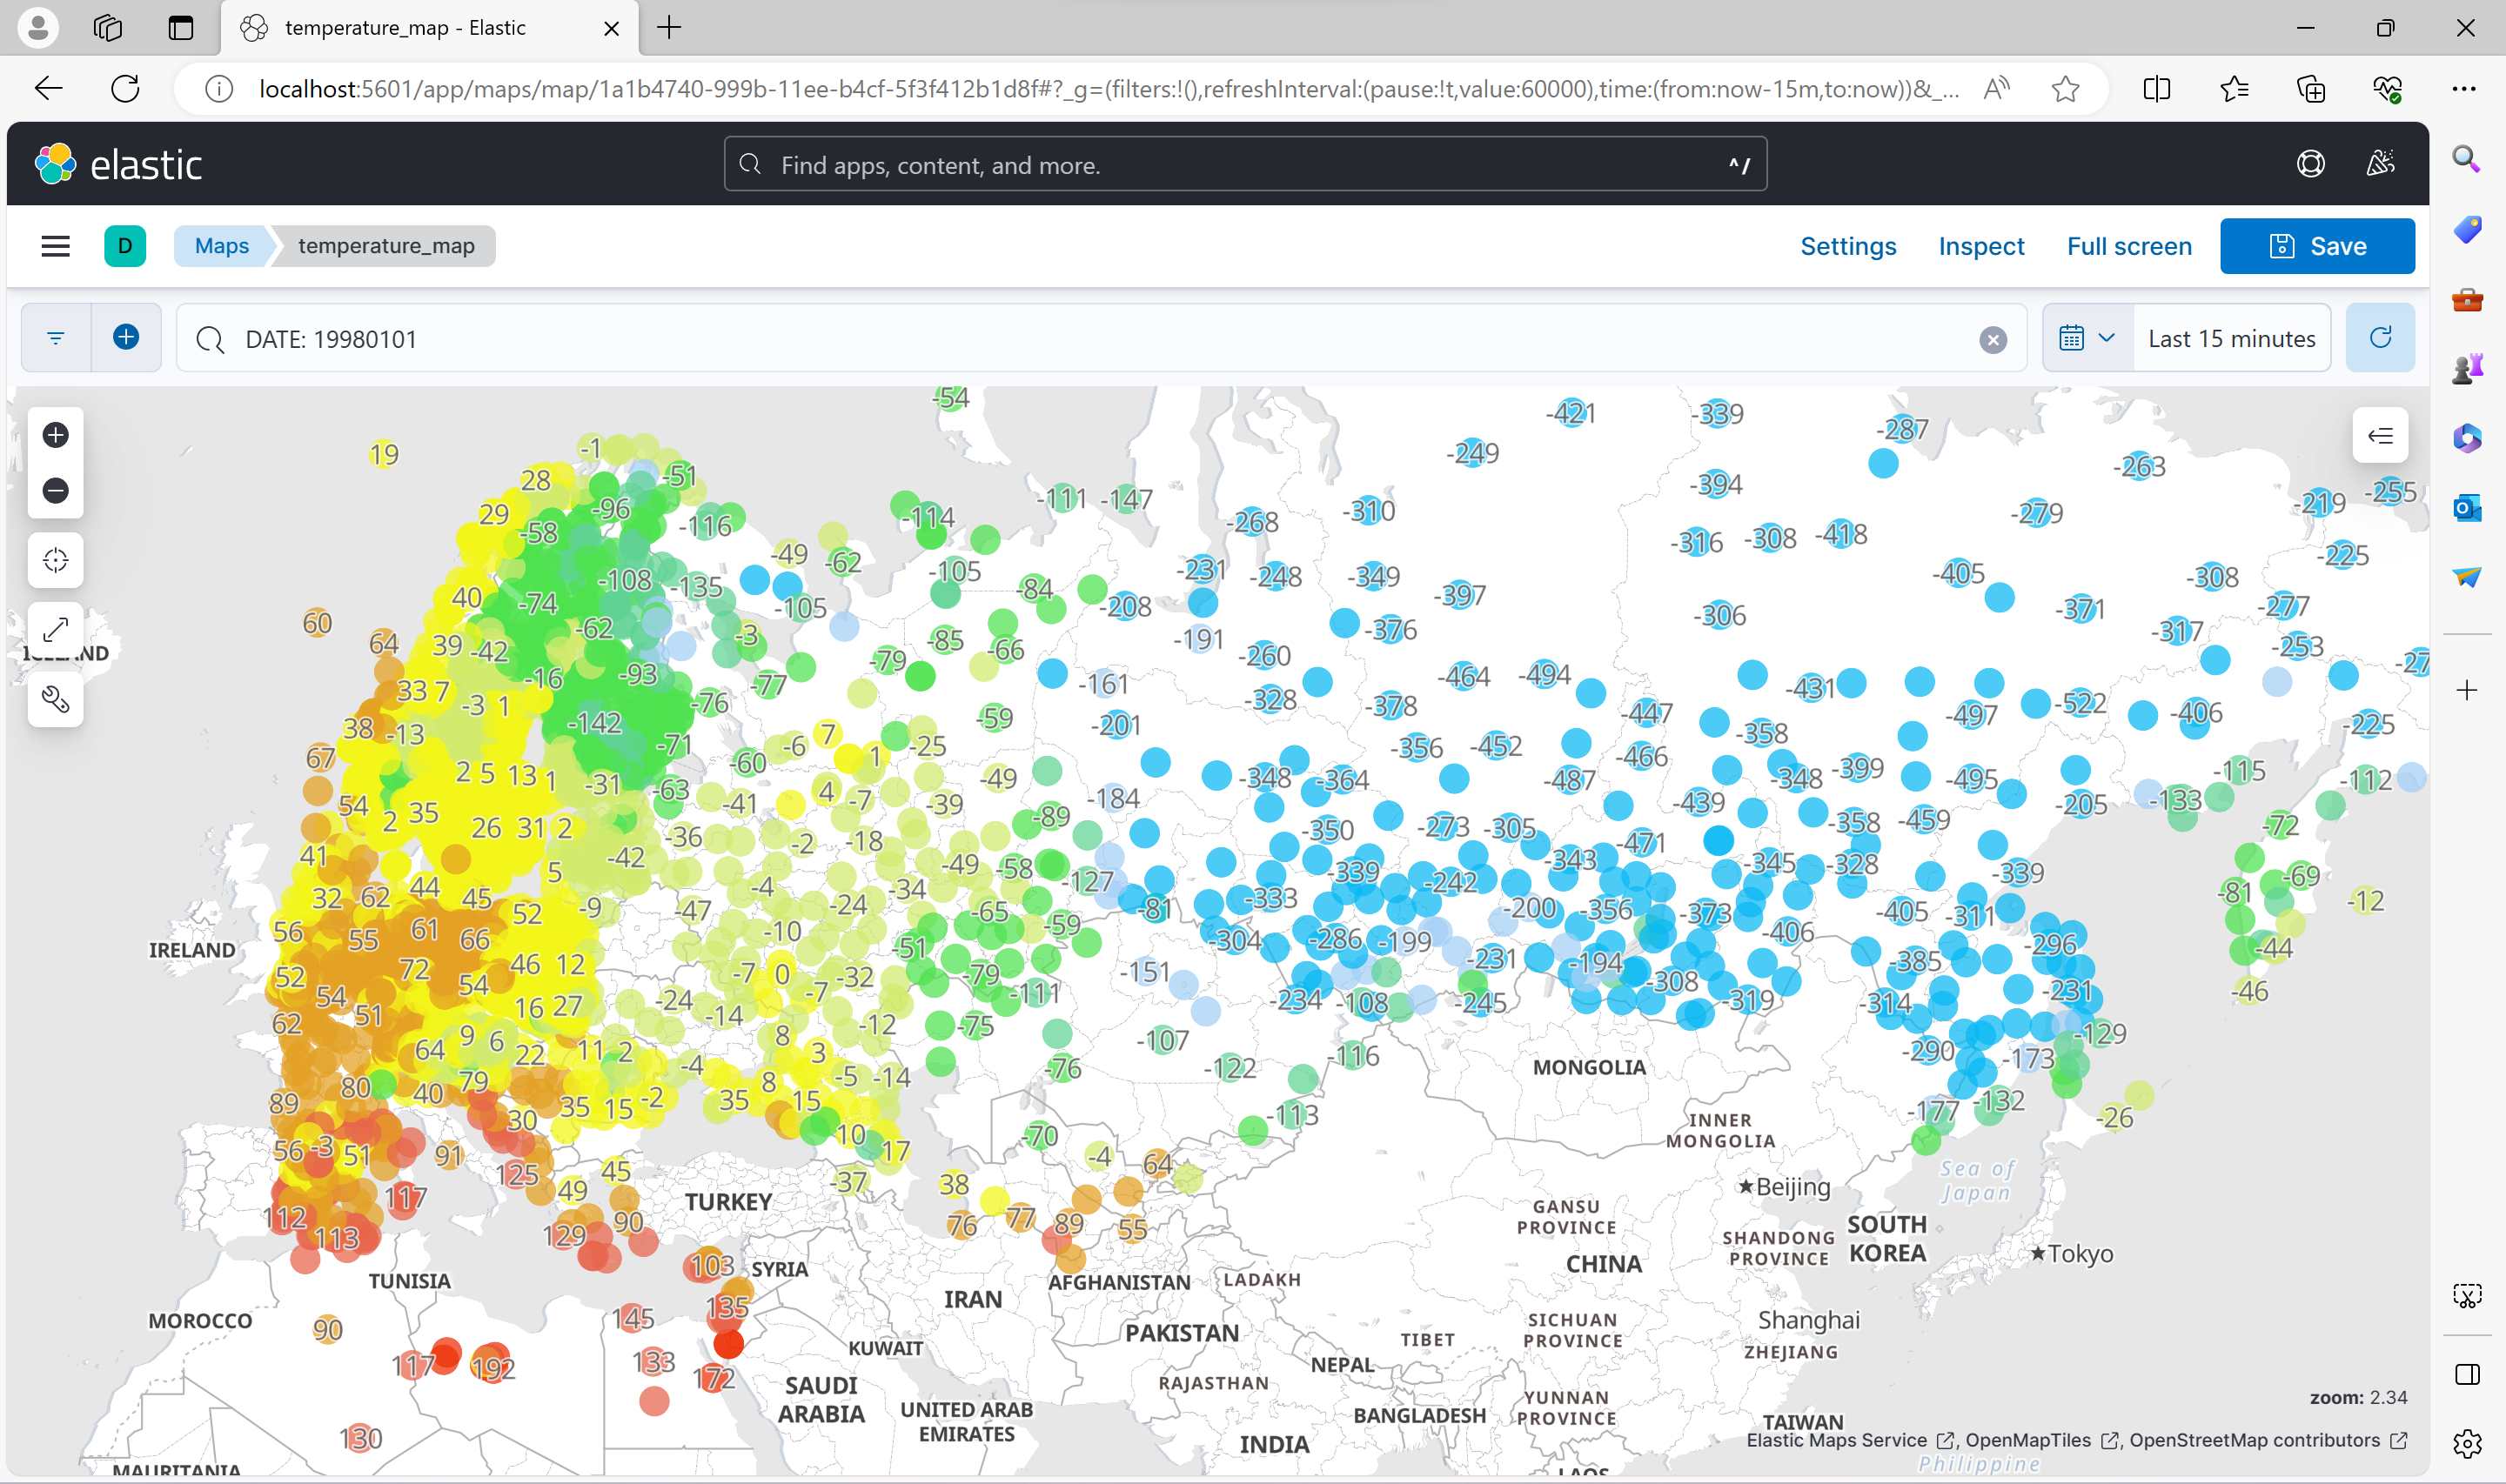 temperature_map - Elastic
localhost:5601/app/maps/map/1a1b4740-999b-11ee-b4cf-5f3f412b1d8f#?_g=(filters:!(),refreshInterval:(pause:!t,value:60000),time:(from:now-15m,to:now))&_...
elastic
Find apps, content, and more.
^/
D
Maps
temperature_map
Settings
Inspect
Full screen
Save
DATE: 19980101
Last 15 minutes
-54
-421 -339
-287
19 -1 -249
-263
28 -51 -394
-255
29 -96 -116 -114 -111 -147 -268 -310 -279 -219
-58 -49 -62 -316 -308 -418
-225
-108 -135 -105 -84 -231 -248 -349 -405 -308
40 -74 -105 -208 -397 -371 -277
60 -62 -306
64 39 -42 -3 -85 -66 -191 -376 -317
ICELAND
-79 -260 -253
-16 -93 -77 -161 -464 -494 -27
33 7 -3 1 -76 -328 -378 -431 -522
38 -13 -142 -59 -201 -447 -497 -406
7 -358 -225
67 -71 -60 -6 1 -25 -356 -452 -466
2 5 13 1 -31 -63 -49 -348 -364 -487 -348 -399 -495 -115 -112
54 35 -41 4 -7 -39 -184 -439 -205 -133
2 26 31 2 -36 -2 -18 -89 -350 -273 -305 -358 -459 -72
41 5 -42 -49 -58 -339 -343 -471 -345 -328 -339
32 62 44 45 -4 -34 -127 -242 -69
52 -9 -47 -24 -65 -81 -333 -200 -356 -373 -405 -311 -81 -12
56 55 61 66 -10 -51 -59 -304 -286 -199 -406 -296 -44
IRELAND
52 72 54 46 12 -7 0 -32 -79 -151 -231 -194 -385
54 16 27 -24 -7 -111 -234 -108 -245 -308 -319 -314 -231 -46
62 51 -14 -12 -75
9 6 8 -107 -129
64 22 11 2 -4 3 -76 -122 -116 -290 -173
MONGOLIA
80 40 79 8 -5 -14
89 30 35 15 -2 35 15 -113 -177 -132 -26
INNER
MONGOLIA
56 -3 51 91 10 17 -70 -4 64
125 45 -37 38
Sea of
Japan
Beijing
112 117 49 TURKEY
113 129 90 76 77 89 55
GANSU
PROVINCE
SHANDONG
PROVINCE
SOUTH
KOREA
Tokyo
103 SYRIA
TUNISIA
AFGHANISTAN
LADAKH
CHINA
IRAN
MOROCCO
90 145 135
PAKISTAN
TIBET
SICHUAN
PROVINCE
Shanghai
ZHEJIANG
KUWAIT
117 192 133 172
NEPAL
SAUDI
ARABIA
RAJASTHAN
UNITED ARAB
EMIRATES
BANGLADESH
YUNNAN
PROVINCE
TAIWAN
zoom: 2.34
130
INDIA
Elastic Maps Service , OpenMapTiles , OpenStreetMap contributors
MAURITANIA
LAOS
Philippine